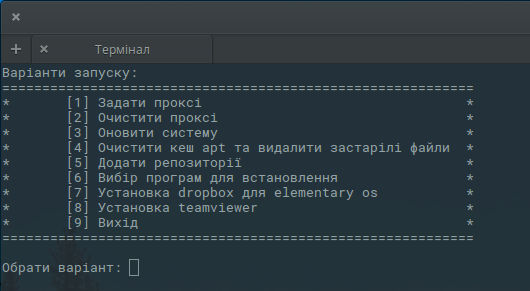 Термінал
Варіанти запуску:
===========================================================
* [1] Задати проксі *
* [2] Очистити проксі *
* [3] Оновити систему *
* [4] Очистити кеш apt та видалити застарілі файли *
* [5] Додати репозиторії *
* [6] Вибір програм для встановлення *
* [7] Установка dropbox для elementary os *
* [8] Установка teamviewer *
* [9] Вихід *
===========================================================
Обрати варіант: